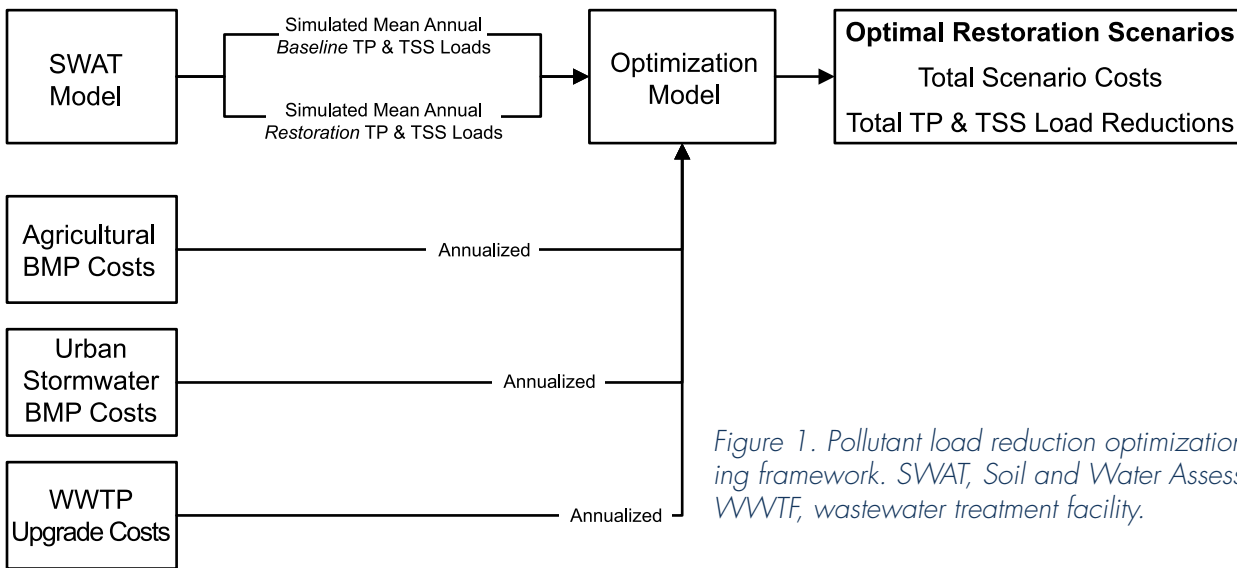 SWAT
Model
Simulated Mean Annual
Baseline TP & TSS Loads
Simulated Mean Annual
Restoration TP & TSS Loads
Optimization
Model
Optimal Restoration Scenarios
Total Scenario Costs
Total TP & TSS Load Reductions
Agricultural
BMP Costs
Annualized
Urban
Stormwater
BMP Costs
Annualized
WWTP
Upgrade Costs
Annualized
Figure 1. Pollutant load reduction optimization
ing framework. SWAT, Soil and Water Assess
WWTF, wastewater treatment facility.